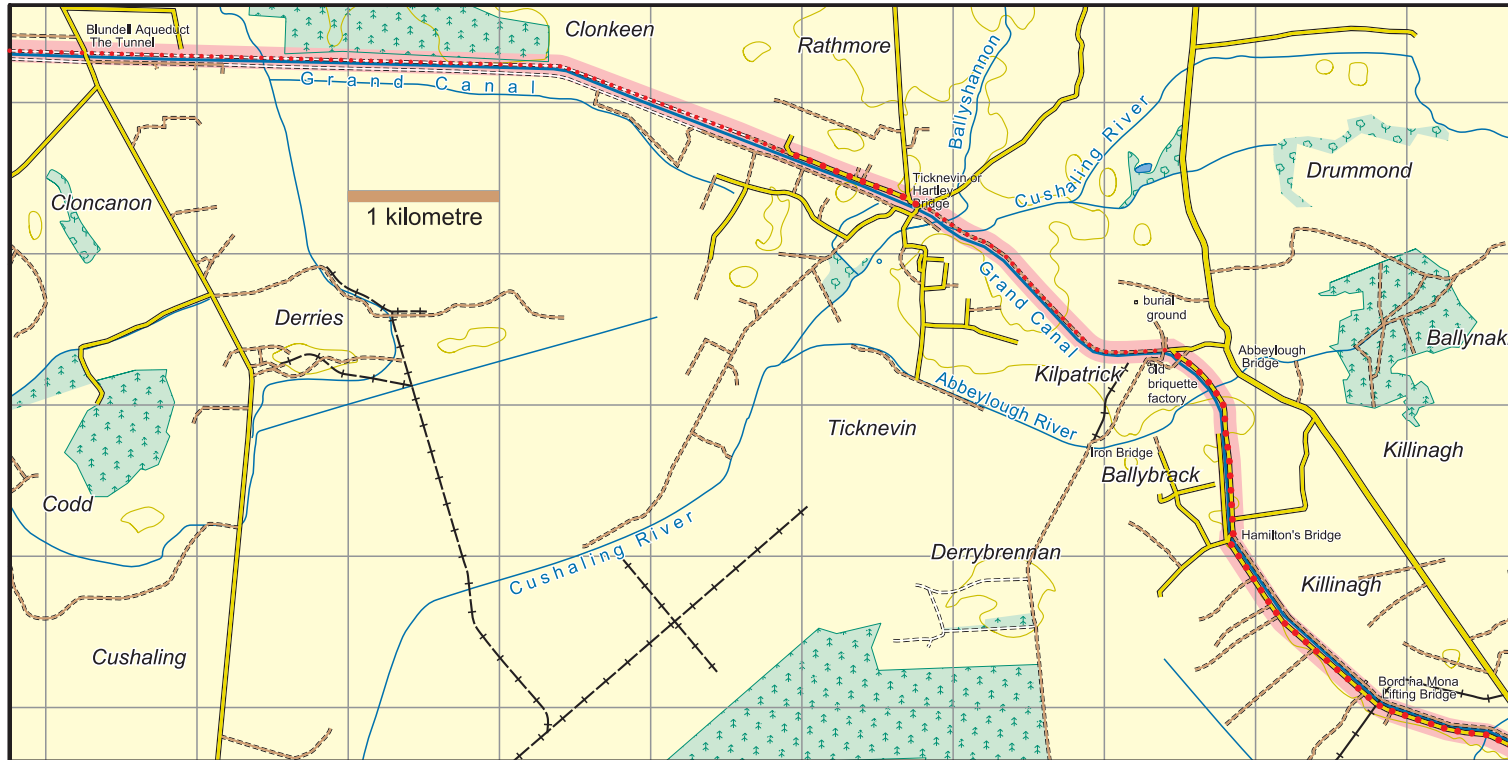 Blundell Aqueduct
The Tunnel
Clonkeen
Rathmore
Grand Canal
Ballyshannon
Cushaling River
Drummond
Cloncanon
1 kilometre
Ticknevin or
Hartley
Bridge
Grand Canal
burial
ground
Derries
Abbeylough
Bridge
Ballynak
Kilpatrick
old
briquette
factory
Abbeylough River
Ticknevin
Iron Bridge
Killinagh
Ballybrack
Codd
Cushaling River
Hamilton's Bridge
Derrybrennan
Killinagh
Cushaling
Bord na Mona
Lifting Bridge